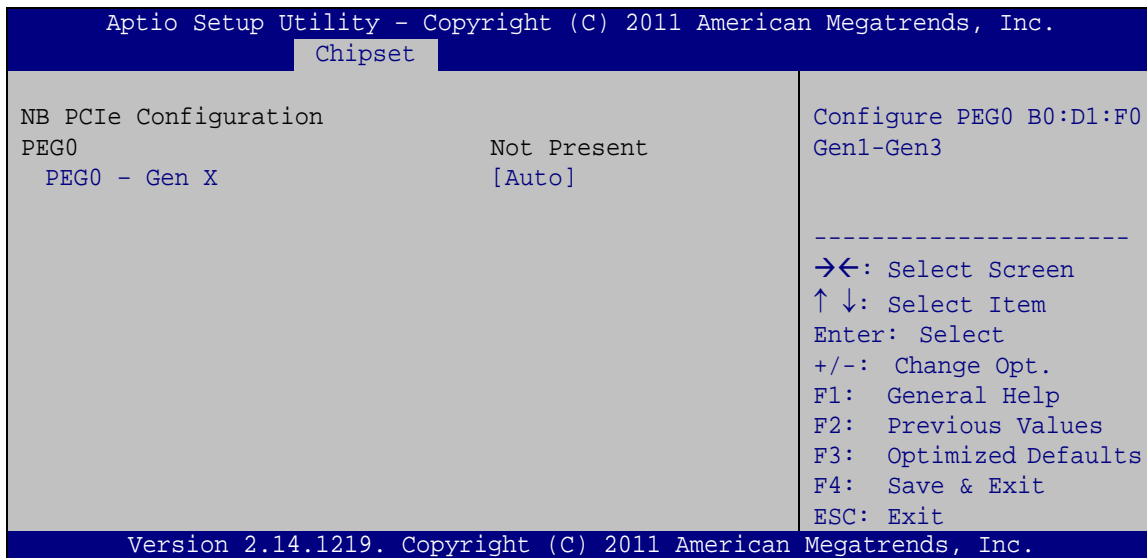 Aptio Setup Utility – Copyright (C) 2011 American Megatrends, Inc.
Chipset
NB PCIe Configuration
PEG0 Not Present
PEG0 – Gen X [Auto]
Configure PEG0 B0:D1:F0
Gen1-Gen3
----------------------
→←: Select Screen
↑ ↓: Select Item
Enter: Select
+/-: Change Opt.
F1: General Help
F2: Previous Values
F3: Optimized Defaults
F4: Save & Exit
ESC: Exit
Version 2.14.1219. Copyright (C) 2011 American Megatrends, Inc.